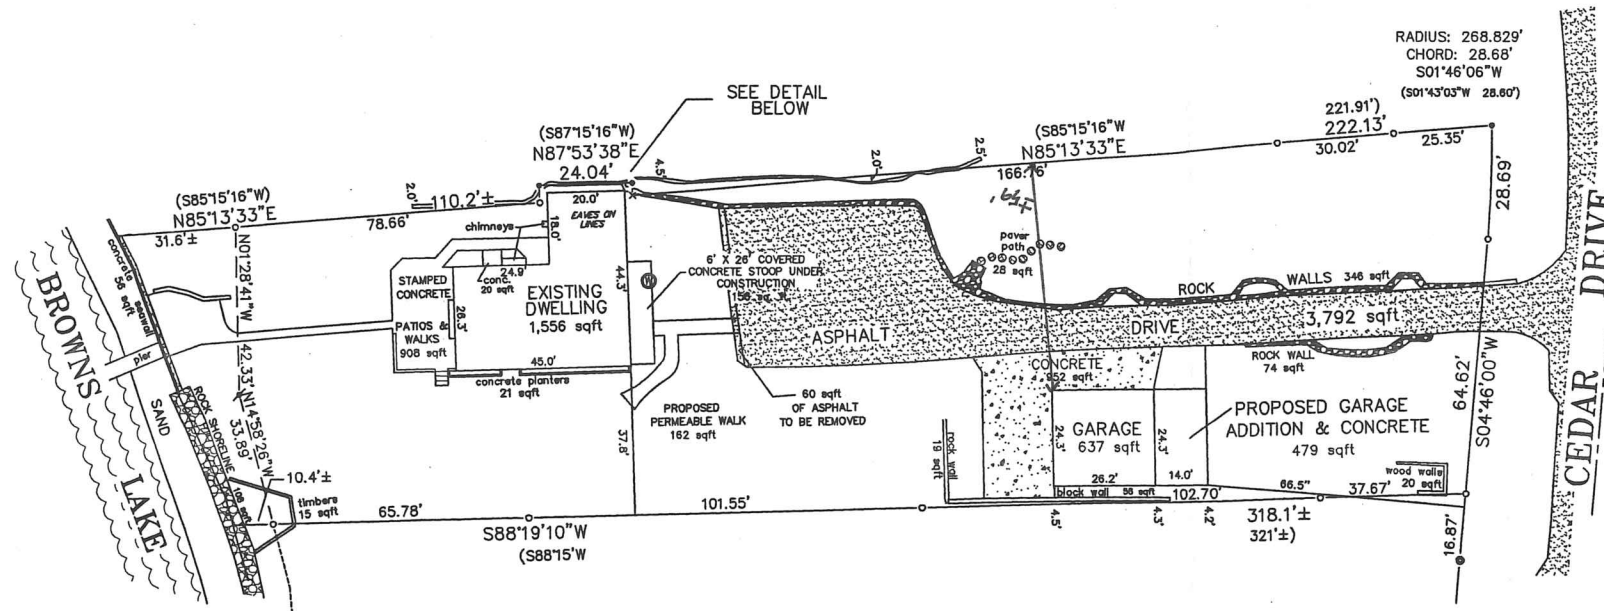 RADIUS: 268.829'
CHORD: 28.68'
S01°46'06"W
(S01°43'03"W 28.60')
SEE DETAIL
BELOW
(S87°15'16"W)
N87°53'38"E
24.04'
4.5'
2.0'
2.5'
(S85°15'16"W
N85°13'33"E
166.76'
221.91')
222.13'
30.02'
25.35'
28.69'
(S85°15'16"W)
N85°13'33"E
31.6'±
78.66'
2.0'
110.2'±
20.0'
EAVES ON
LINES
18.0'
chimneys
24.9'
conc.
20 sqft
STAMPED
CONCRETE
PATIOS &
WALKS
908 sqft
26.3'
EXISTING
DWELLING
1,556 sqft
44.3'
45.0'
concrete planters
21 sqft
W
6' X 26' COVERED
CONCRETE STOOP UNDER
CONSTRUCTION
156 sq. ft.
paver
path
28 sqft
ROCK WALLS 346 sqft
ASPHALT DRIVE 3,792 sqft
ROCK WALL
74 sqft
CONCRETE
952 sqft
60 sqft
OF ASPHALT
TO BE REMOVED
PROPOSED
PERMEABLE WALK
162 sqft
37.8'
rock wall
19 sqft
GARAGE
637 sqft
24.3'
24.3'
26.2'
14.0'
PROPOSED GARAGE
ADDITION & CONCRETE
479 sqft
wood walls
20 sqft
block wall 56 sqft
102.70'
66.5"
37.67'
4.5'
4.3'
4.2'
318.1'±
321'±)
64.62'
S04°46'00"W
16.87'
CEDAR DRIVE
BROWNS LAKE
concrete seawall
56 sqft
pier
SAND
ROCK SHORELINE
108 sqft
N01°28'41"W
42.33'
N14°58'26"W
33.89'
10.4'±
timbers
15 sqft
65.78'
101.55'
S88°19'10"W
(S88°15'W